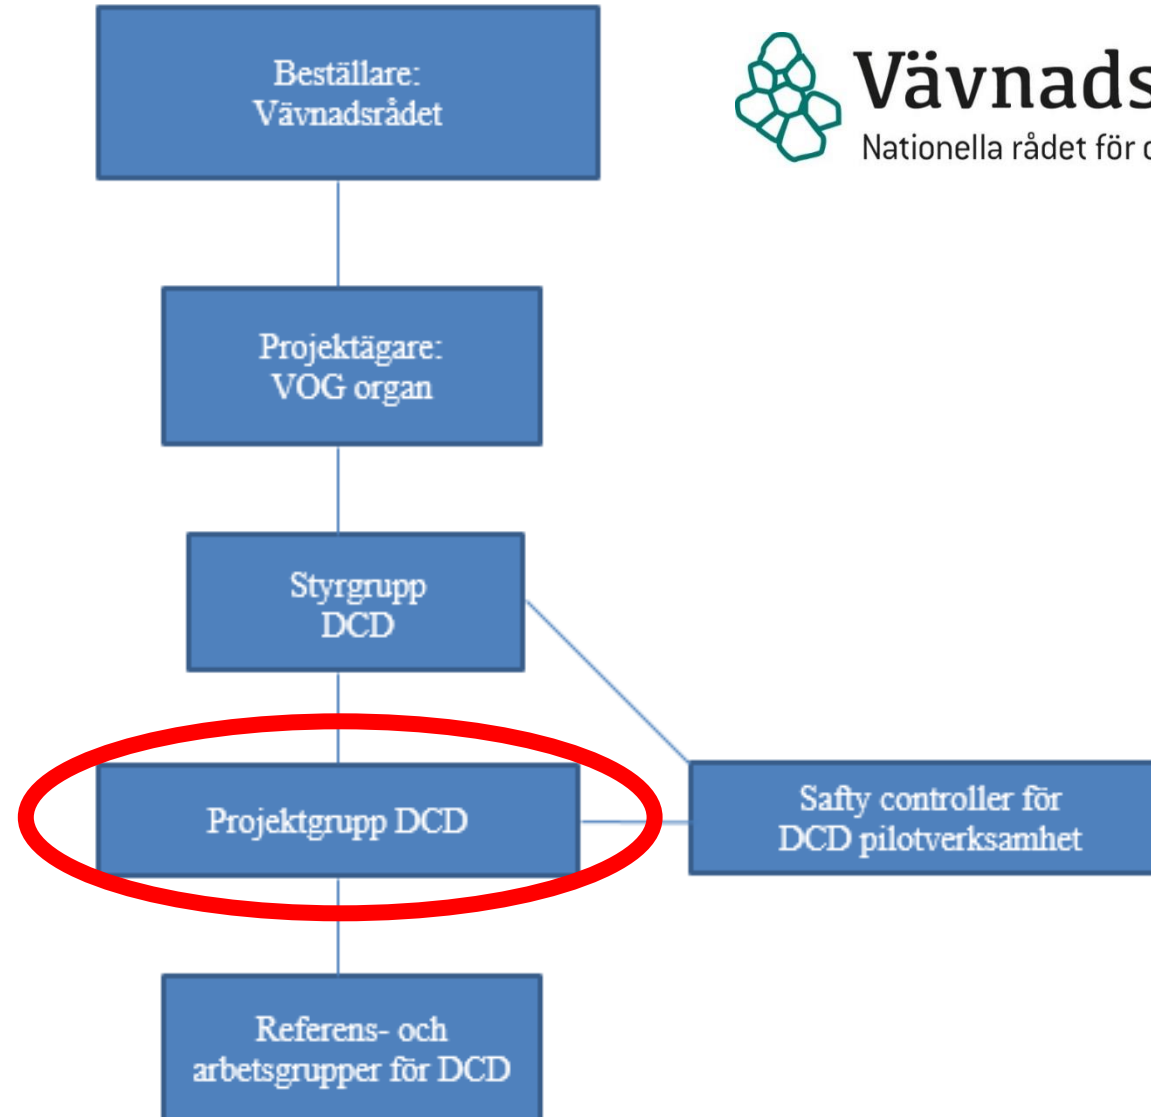 Beställare:
Vävnadsrådet
Vävnads
Nationella rådet för o
Projektägare:
VOG organ
Styrgrupp
DCD
Projektgrupp DCD
Safty controller för
DCD pilotverksamhet
Referens- och
arbetsgrupper för DCD